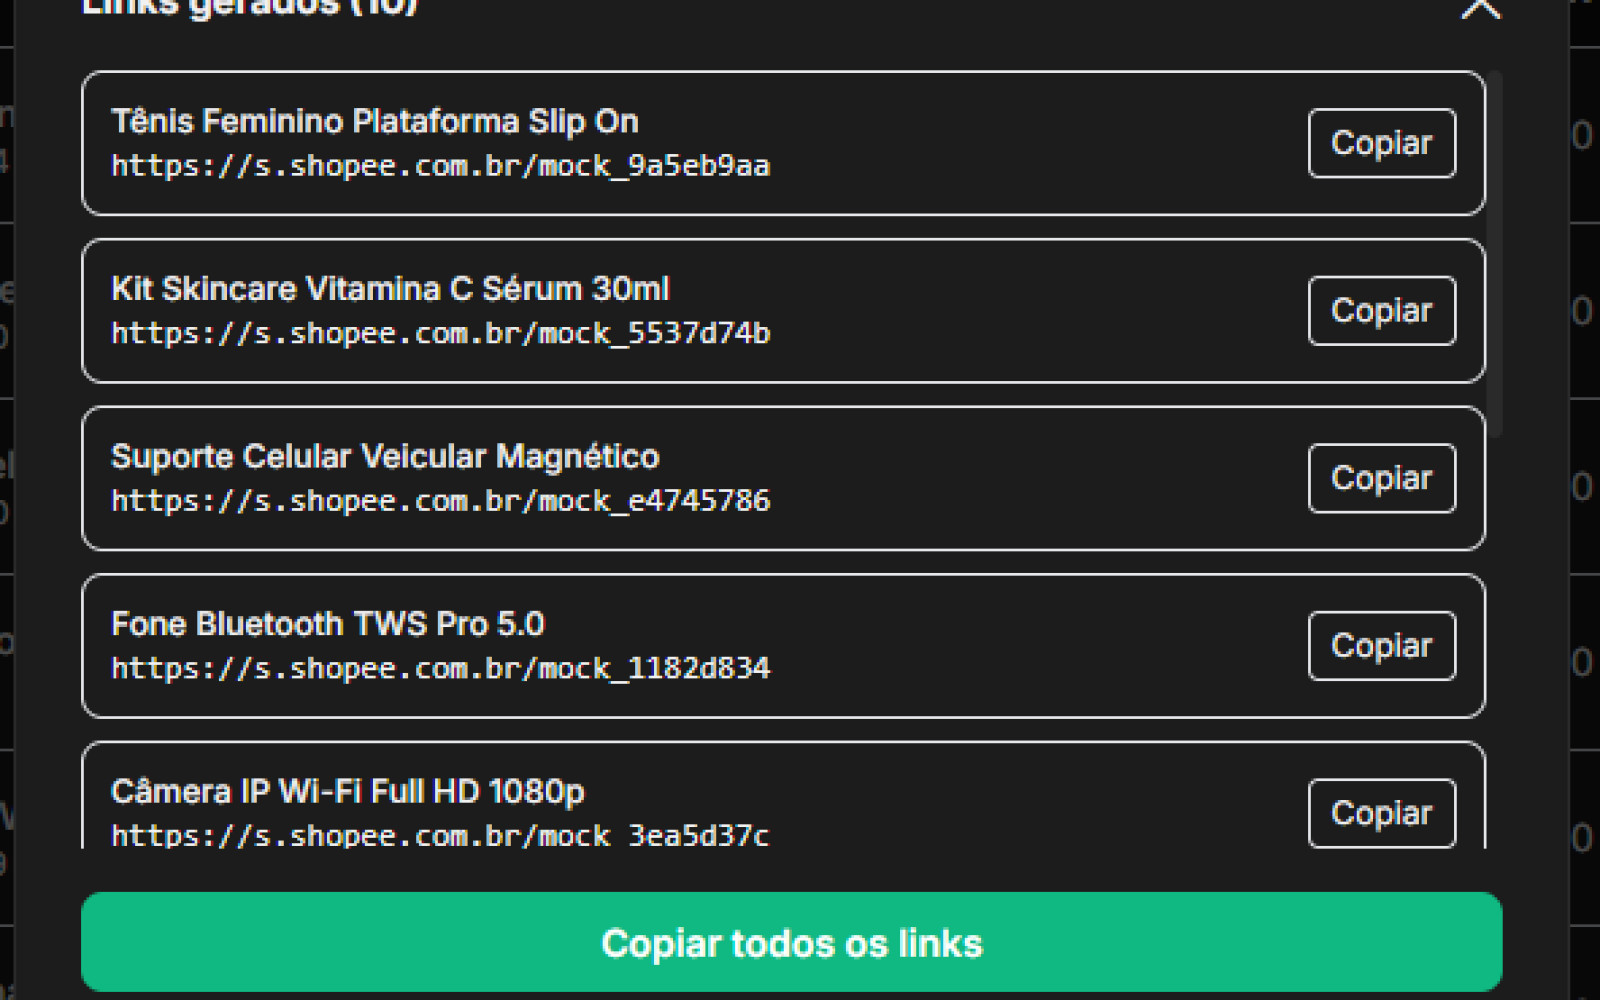 Links gerados (10)
Tênis Feminino Plataforma Slip On
https://s.shopee.com.br/mock_9a5eb9aa
Copiar
Kit Skincare Vitamina C Sérum 30ml
https://s.shopee.com.br/mock_5537d74b
Copiar
Suporte Celular Veicular Magnético
https://s.shopee.com.br/mock_e4745786
Copiar
Fone Bluetooth TWS Pro 5.0
https://s.shopee.com.br/mock_1182d834
Copiar
Câmera IP Wi-Fi Full HD 1080p
https://s.shopee.com.br/mock_3ea5d37c
Copiar
Copiar todos os links